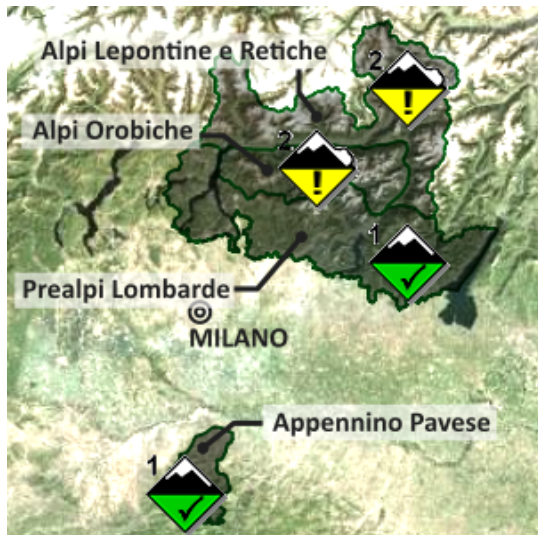 Alpi Lepontine e Retiche
2
Alpi Orobiche
2
!
!
1
Prealpi Lombarde
MILANO
Appennino Pavese
1